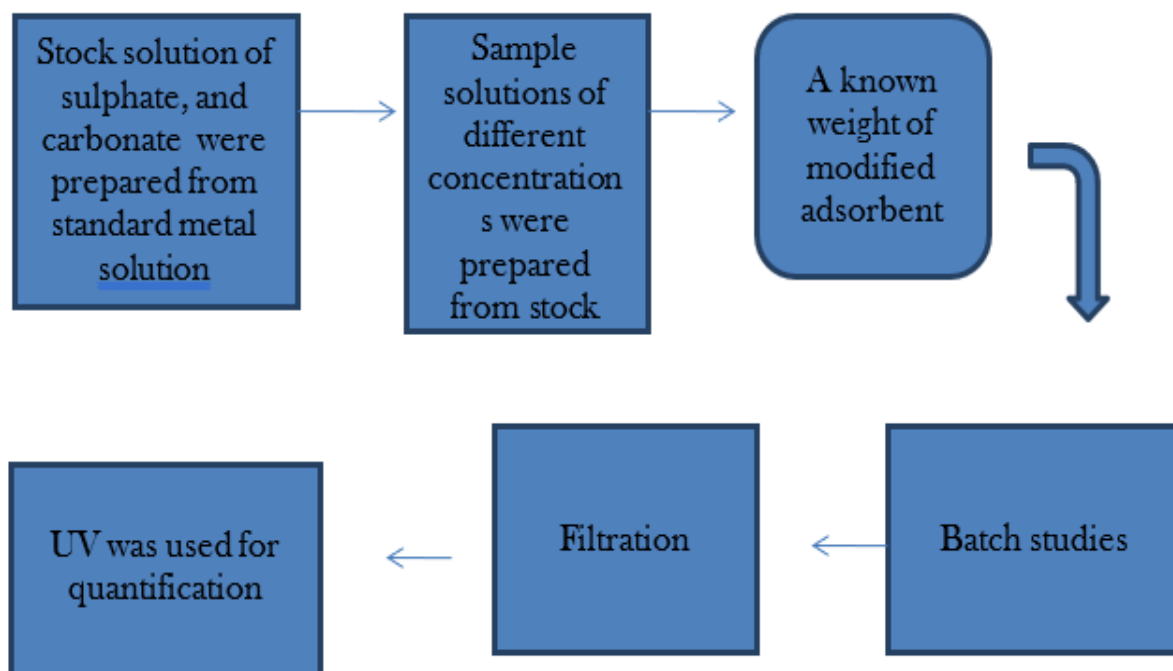 Stock solution of
sulphate, and
carbonate were
prepared from
standard metal
solution
Sample
solutions of
different
concentration
s were
prepared
from stock
A known
weight of
modified
adsorbent
Batch studies
Filtration
UV was used for
quantification